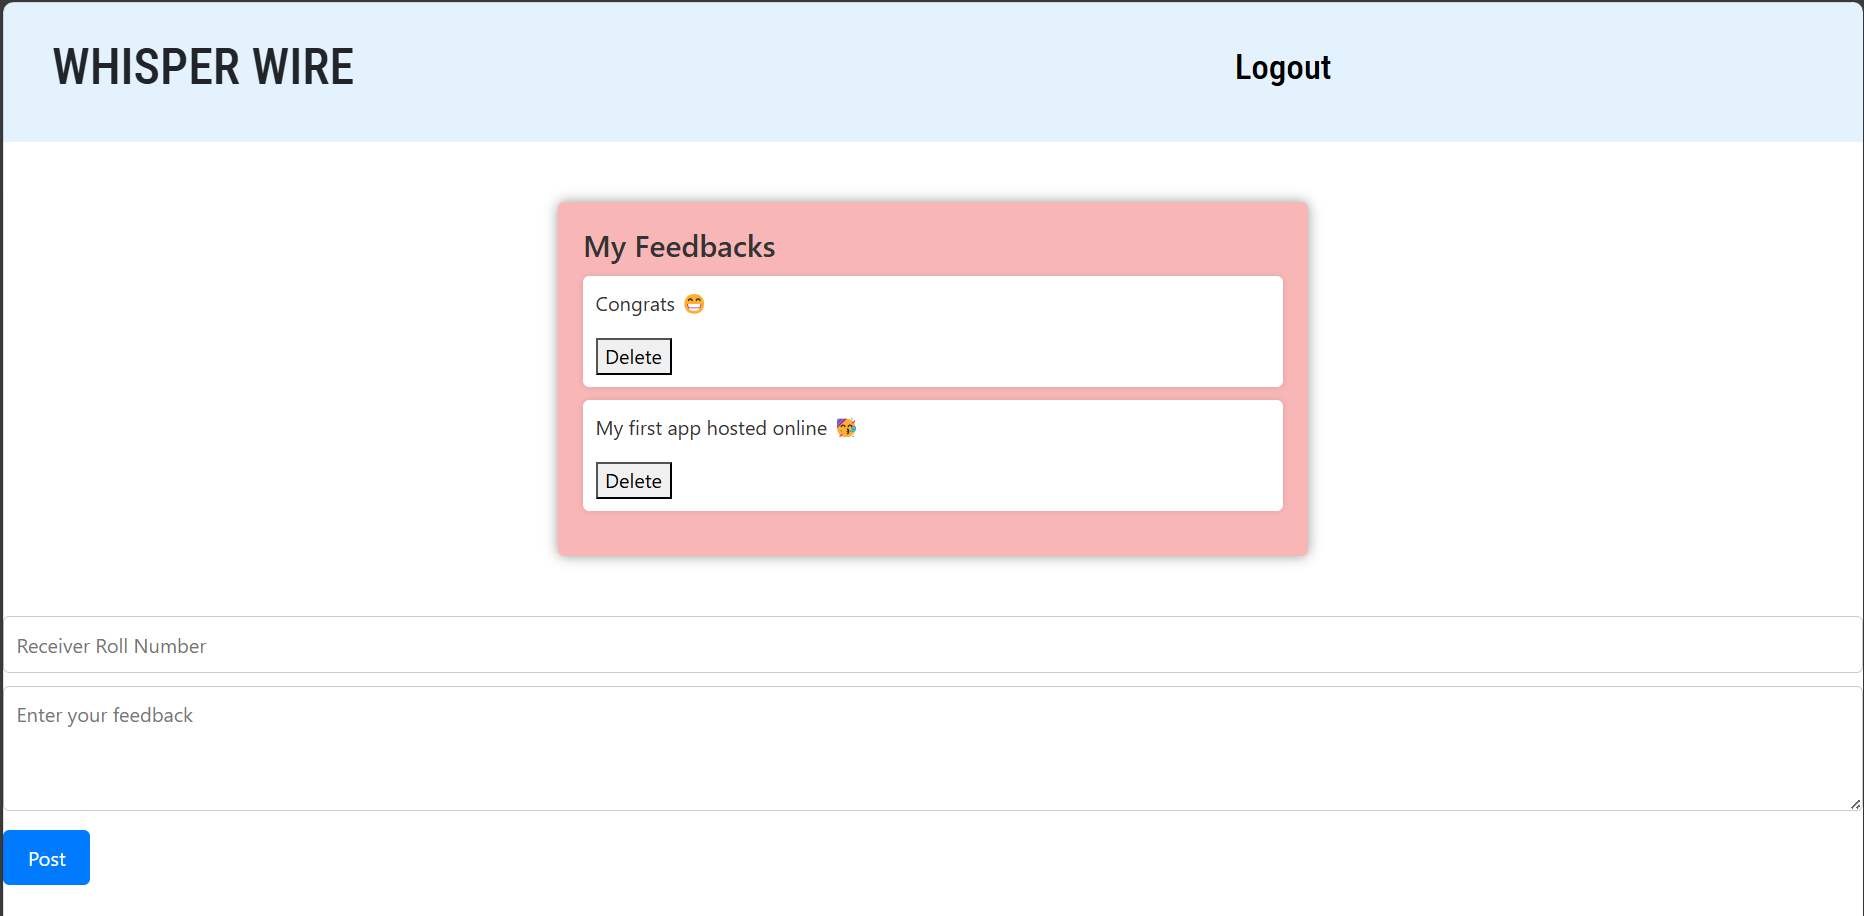 WHISPER WIRE
Logout
My Feedbacks
Congrats 😁
Delete
My first app hosted online 🥳
Delete
Receiver Roll Number
Enter your feedback
Post